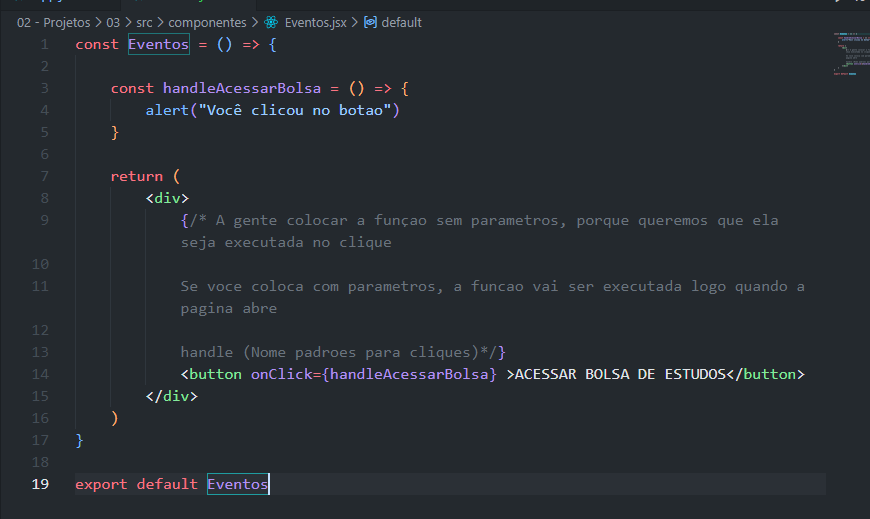 02 - Projetos > 03 > src > componentes > Eventos.jsx > default
1 const Eventos = () => {
2
3 const handleAcessarBolsa = () => {
4 alert("Você clicou no botao")
5 }
6
7 return (
8 <div>
9 {/* A gente colocar a funçao sem parametros, porque queremos que ela
seja executada no clique
10
11 Se voce coloca com parametros, a funcao vai ser executada logo quando a
pagina abre
12
13 handle (Nome padroes para cliques)*/}
14 <button onClick={handleAcessarBolsa} >ACESSAR BOLSA DE ESTUDOS</button>
15 </div>
16 )
17 }
18
19 export default Eventos